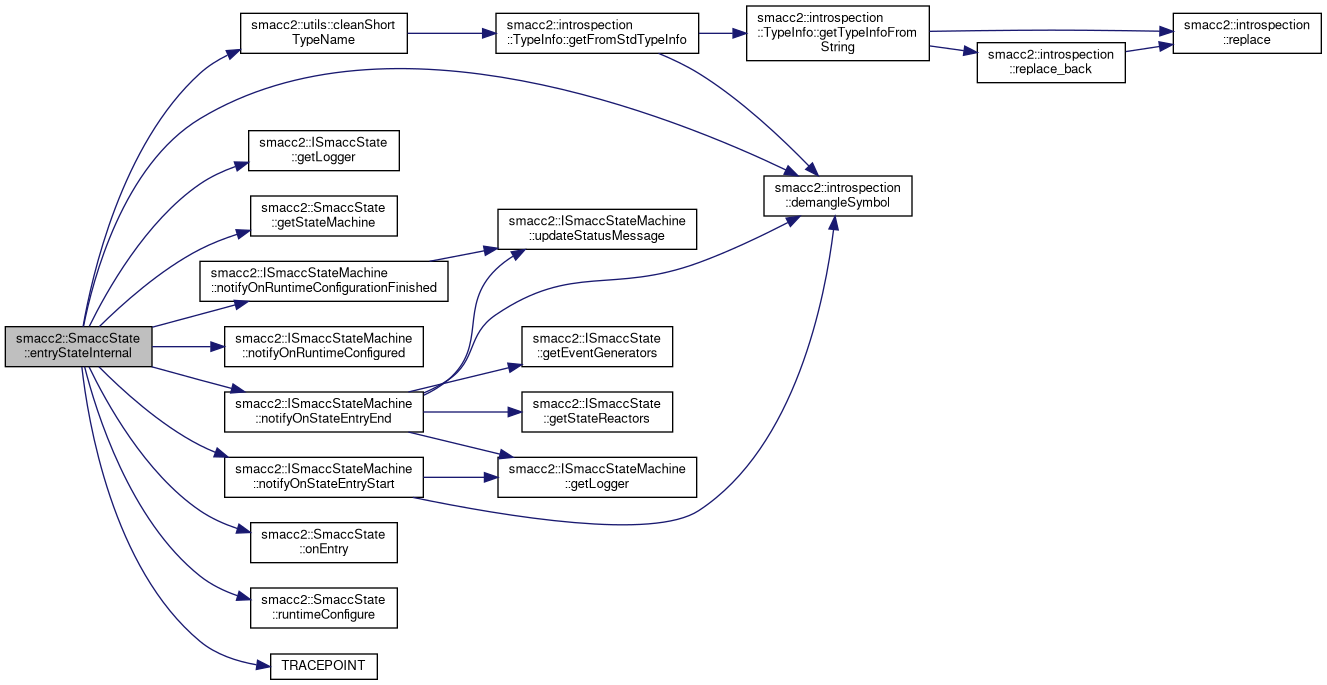 smacc2::utils::cleanShort
TypeName
smacc2::introspection
::TypeInfo::getFromStdTypeInfo
smacc2::introspection
::TypeInfo::getTypeInfoFrom
String
smacc2::introspection
::replace
smacc2::introspection
::replace_back
smacc2::ISmaccState
::getLogger
smacc2::introspection
::demangleSymbol
smacc2::SmaccState
::getStateMachine
smacc2::ISmaccStateMachine
::updateStatusMessage
smacc2::ISmaccStateMachine
::notifyOnRuntimeConfigurationFinished
smacc2::SmaccState
::entryStateInternal
smacc2::ISmaccStateMachine
::notifyOnRuntimeConfigured
smacc2::ISmaccState
::getEventGenerators
smacc2::ISmaccStateMachine
::notifyOnStateEntryEnd
smacc2::ISmaccState
::getStateReactors
smacc2::ISmaccStateMachine
::notifyOnStateEntryStart
smacc2::ISmaccStateMachine
::getLogger
smacc2::SmaccState
::onEntry
smacc2::SmaccState
::runtimeConfigure
TRACEPOINT